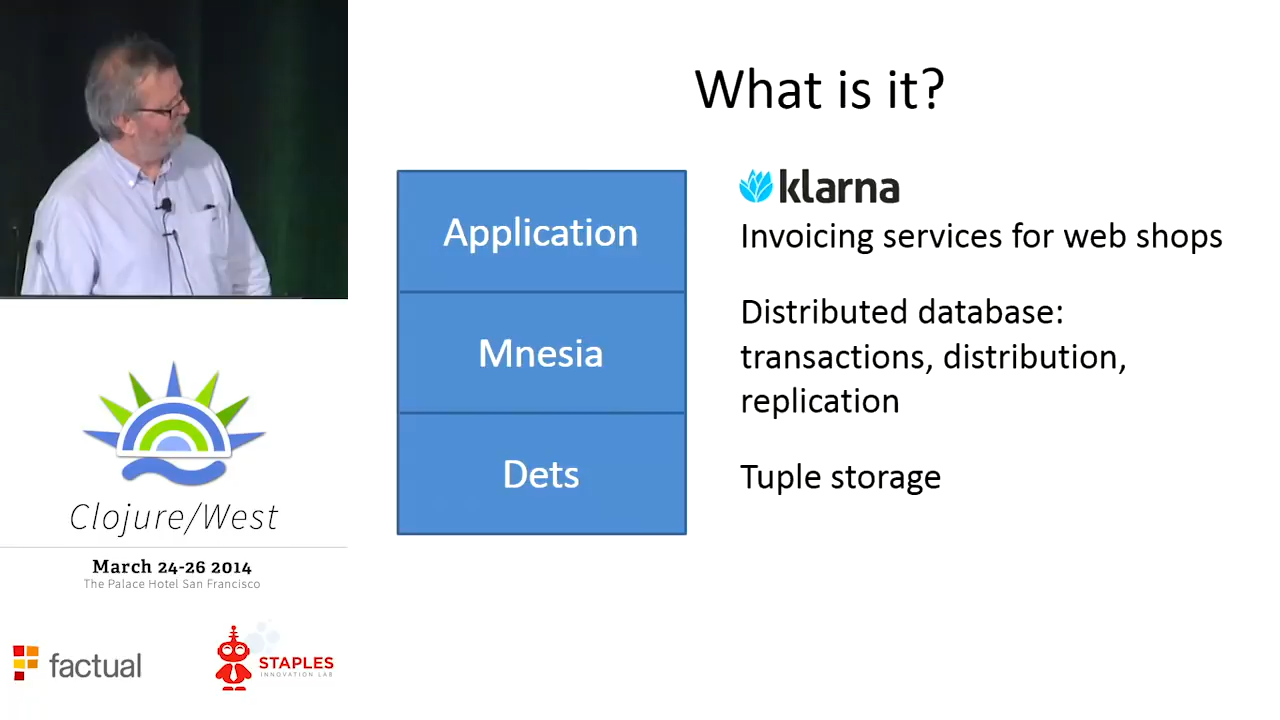 What is it?
Application
klarna
Invoicing services for web shops
Mnesia
Distributed database:
transactions, distribution,
replication
Dets
Tuple storage
Clojure/West
March 24-26 2014
The Palace Hotel San Francisco
factual
STAPLES
INNOVATION LAB